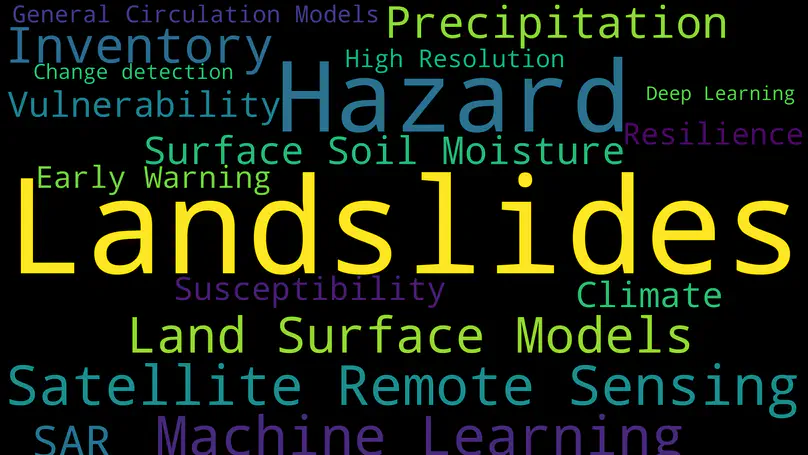 General Circulation Models
Precipitation
Inventory
High Resolution
Change detection
Hazard
Deep Learning
Vulnerability
Resilience
Surface Soil Moisture
Early Warning
Landslides
Susceptibility
Climate
Land Surface Models
Satellite Remote Sensing
SAR
Machine Learning